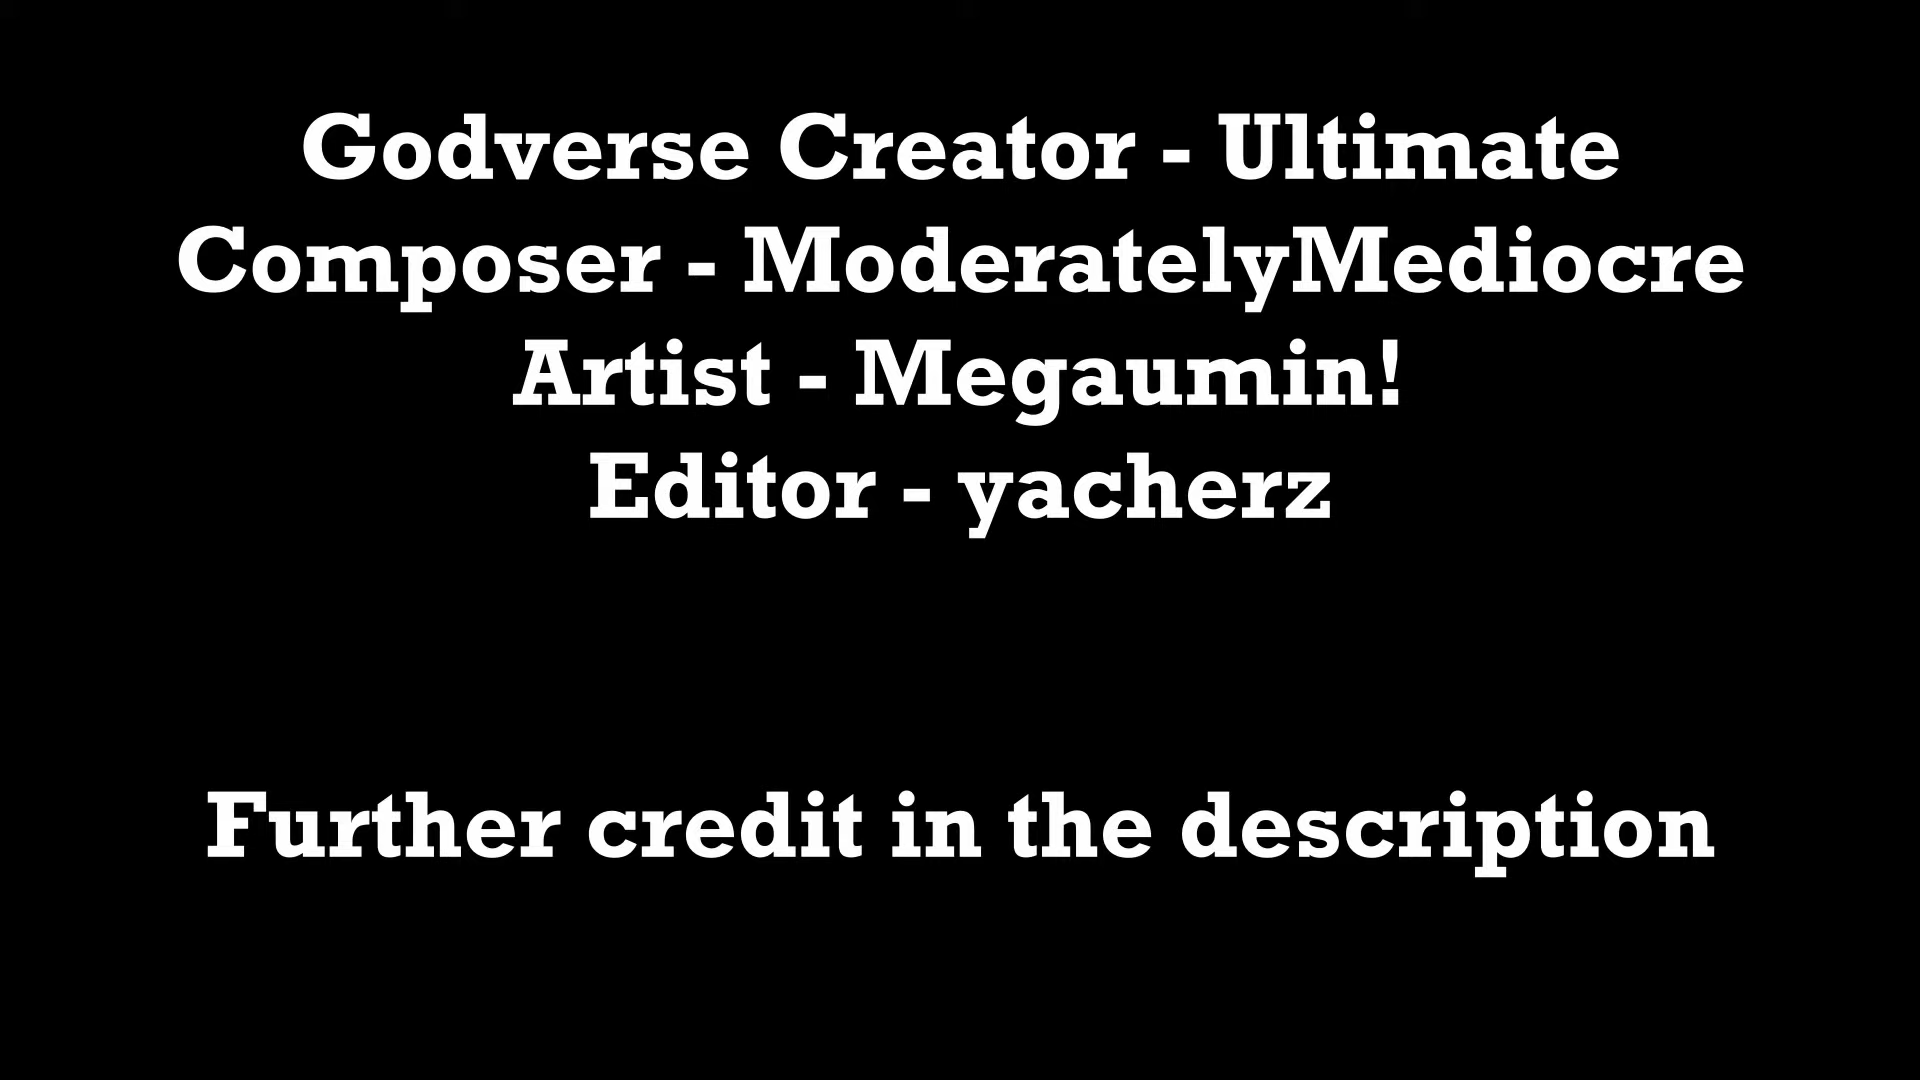 Godverse Creator - Ultimate
Composer - ModeratelyMediocre
Artist - Megaumin!
Editor - yacherz
Further credit in the description